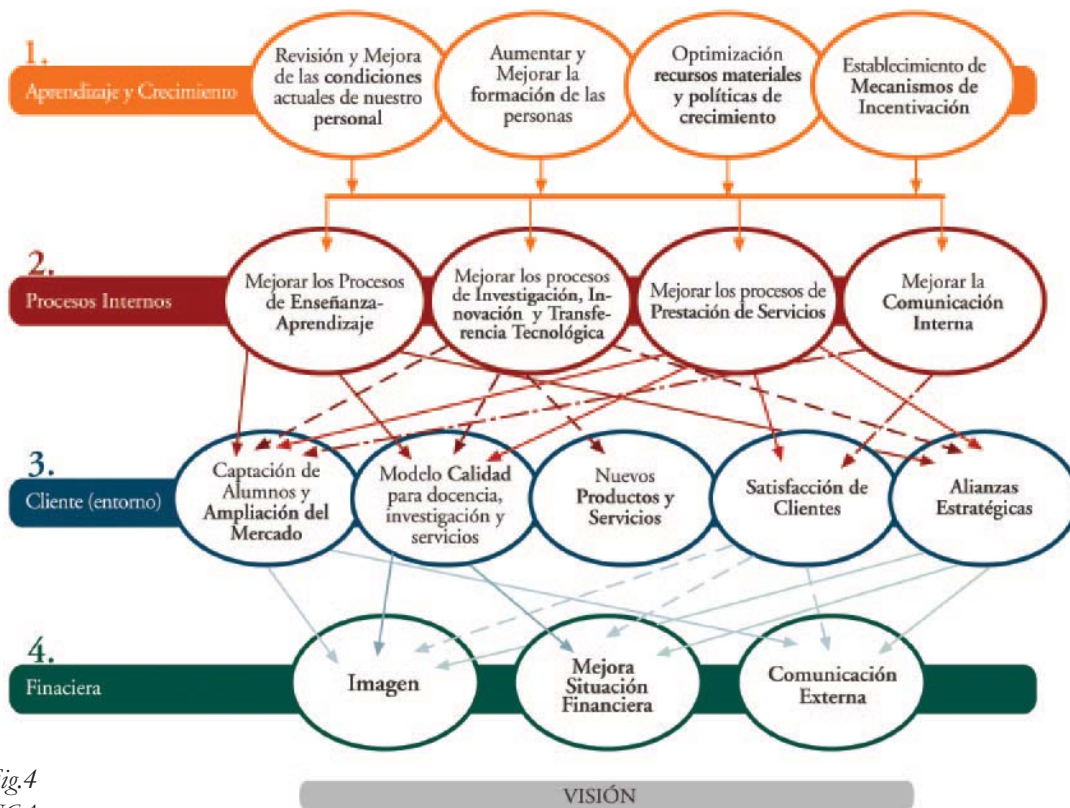 1.
Aprendizaje y Crecimiento
Revisión y Mejora
de las condiciones
actuales de nuestro
personal
Aumentar y
Mejorar la
formación de las
personas
Optimización
recursos materiales
y políticas de
crecimiento
Establecimiento de
Mecanismos de
Incentivación
2.
Procesos Internos
Mejorar los Procesos
de Enseñanza-
Aprendizaje
Mejorar los procesos
de Investigación, In-
novación y Transfe-
rencia Tecnológica
Mejorar los procesos de
Prestación de Servicios
Mejorar la
Comunicación
Interna
3.
Cliente (entorno)
Captación de
Alumnos y
Ampliación del
Mercado
Modelo Calidad
para docencia,
investigación y
servicios
Nuevos
Productos y
Servicios
Satisfacción de
Clientes
Alianzas
Estratégicas
4.
Finaciera
Imagen
Mejora
Situación
Financiera
Comunicación
Externa
VISIÓN